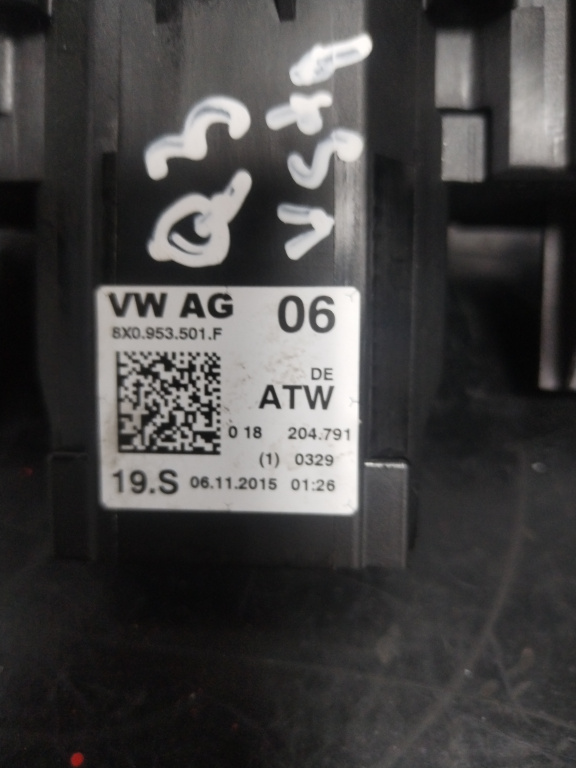 Q3
VW AG
06
8X0.953.501.F
DE
ATW
0 18 204.791
(1) 0329
19.S 06.11.2015 01:26